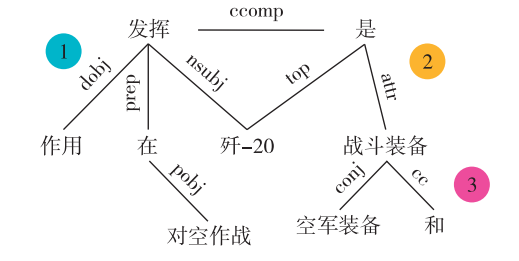 ccomp
发挥
是
1
dobj
prep
nsubj
top
attr
2
作用
在
歼-20
战斗装备
pobj
conj
cc
3
对空作战
空军装备
和